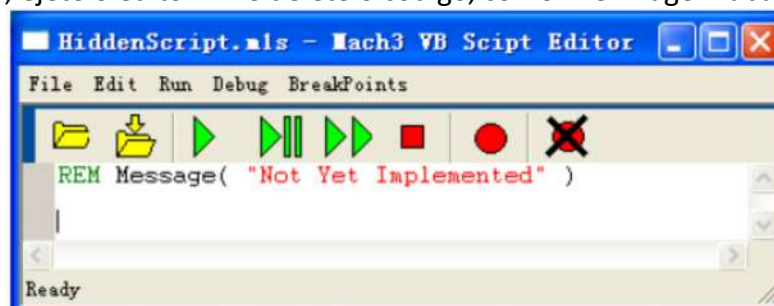 HiddenScript.m1s - Mach3 VB Scipt Editor
File Edit Run Debug BreakPoints
REM Message( "Not Yet Implemented" )
Ready